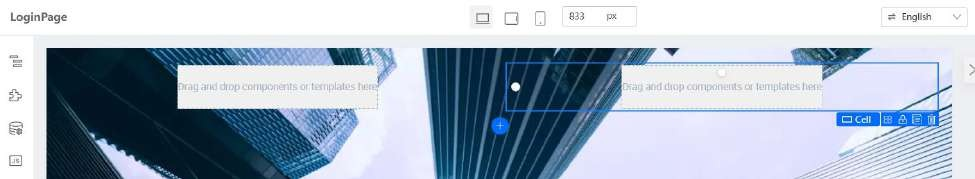 LoginPage
833 px
English
Drag and drop components or templates here
Drag and drop components or templates here
Cell
JS